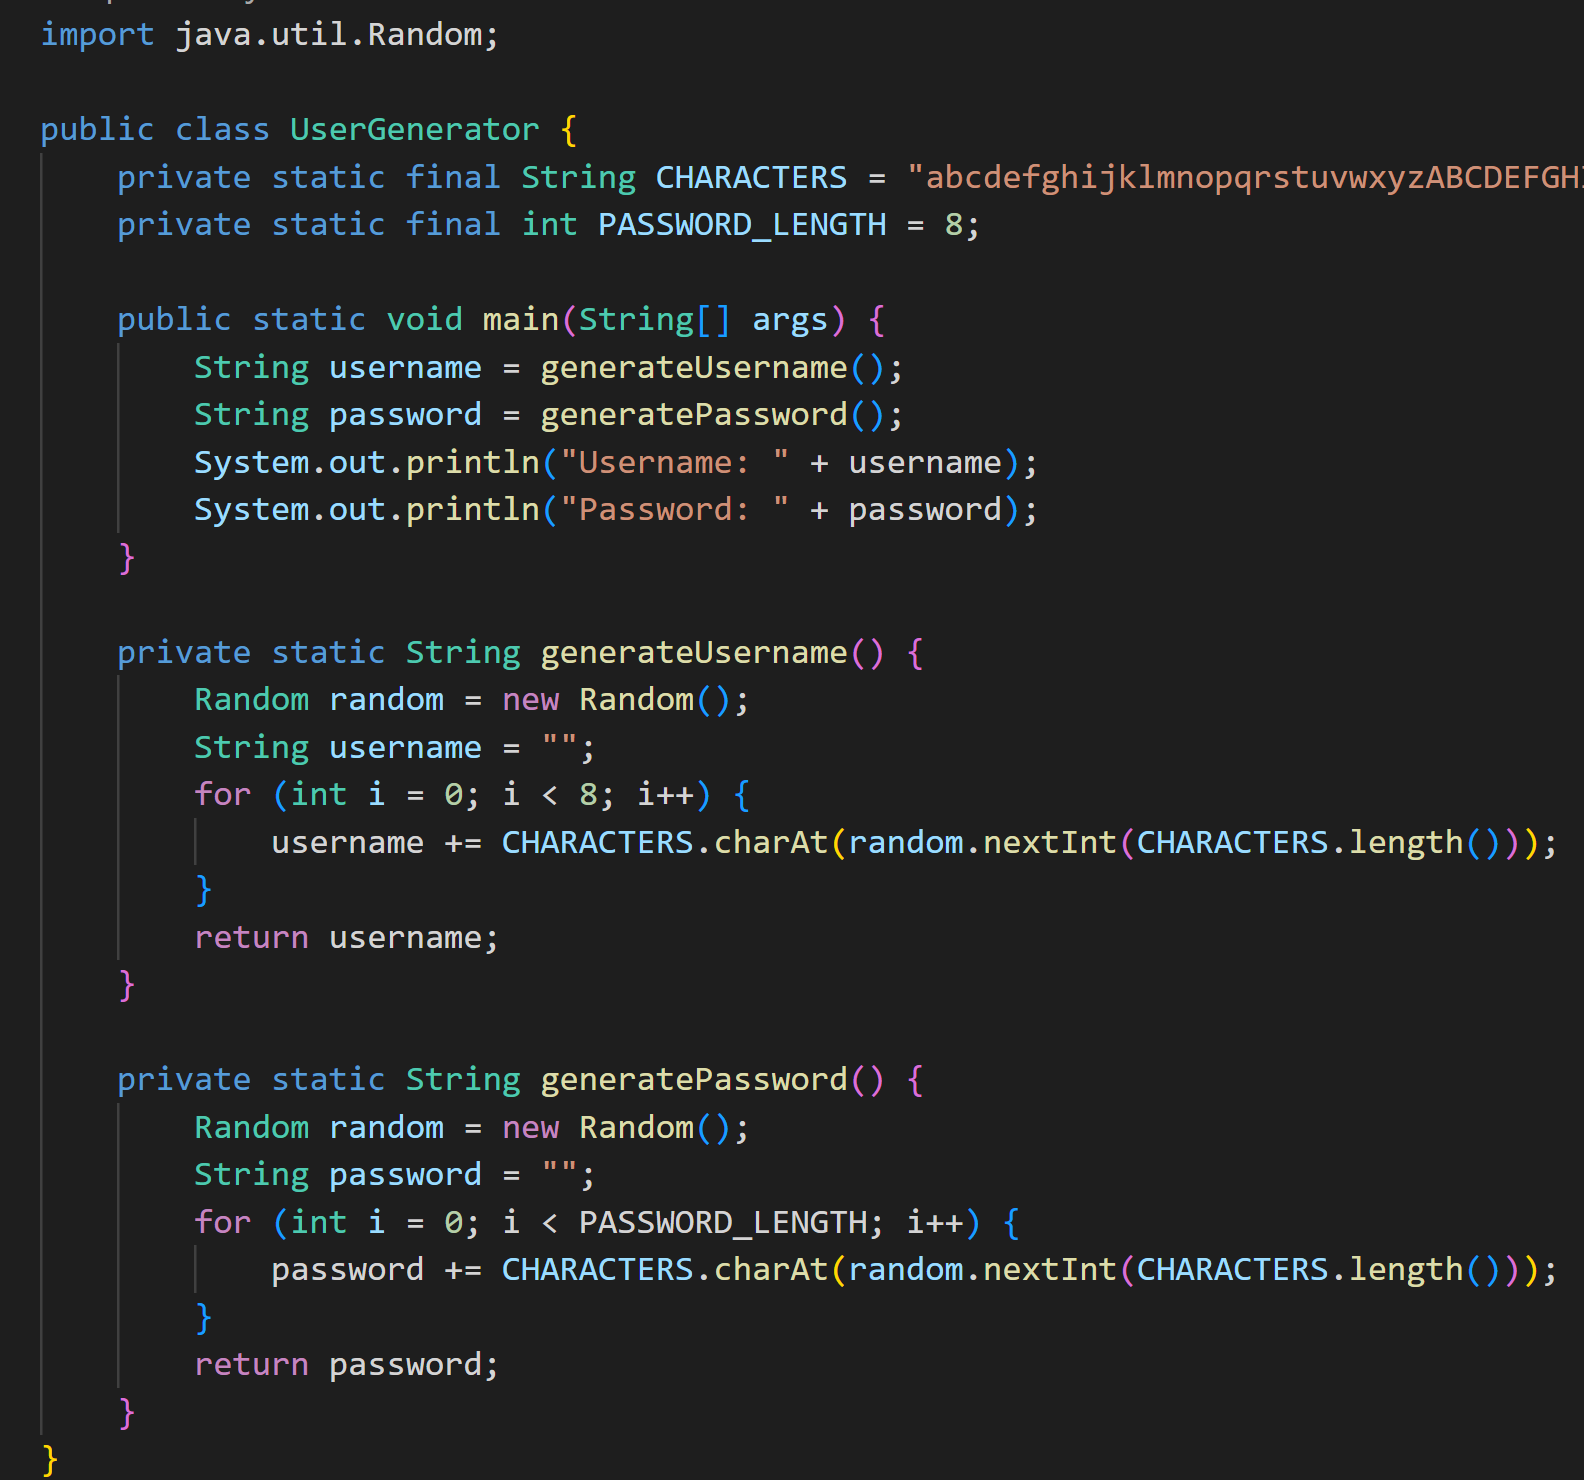 import java.util.Random;
public class UserGenerator {
    private static final String CHARACTERS = "abcdefghijklmnopqrstuvwxyzABCDEFGH
    private static final int PASSWORD_LENGTH = 8;
    public static void main(String[] args) {
        String username = generateUsername();
        String password = generatePassword();
        System.out.println("Username: " + username);
        System.out.println("Password: " + password);
    }
    private static String generateUsername() {
        Random random = new Random();
        String username = "";
        for (int i = 0; i < 8; i++) {
            username += CHARACTERS.charAt(random.nextInt(CHARACTERS.length()));
        }
        return username;
    }
    private static String generatePassword() {
        Random random = new Random();
        String password = "";
        for (int i = 0; i < PASSWORD_LENGTH; i++) {
            password += CHARACTERS.charAt(random.nextInt(CHARACTERS.length()));
        }
        return password;
    }
}